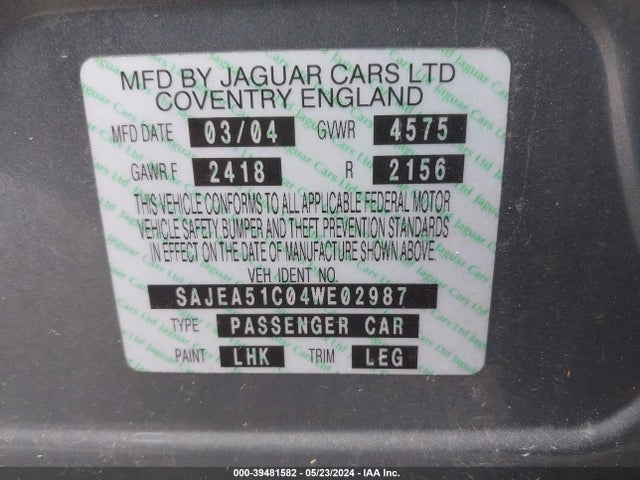 MFD BY JAGUAR CARS LTD
COVENTRY ENGLAND
MFD DATE 03/04 GVWR 4575
GAWR F 2418 R 2156
THIS VEHICLE CONFORMS TO ALL APPLICABLE FEDERAL MOTOR
VEHICLE SAFETY, BUMPER AND THEFT PREVENTION STANDARDS
IN EFFECT ON THE DATE OF MANUFACTURE SHOWN ABOVE
VEH IDENT NO.
SAJEA51C04WE02987
TYPE PASSENGER CAR
PAINT LHK TRIM LEG
000-39481582 - 05/23/2024 - IAA Inc.